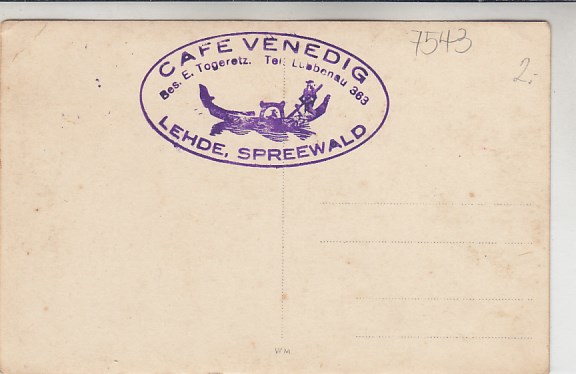 CAFE VENEDIG
Bes. E. Togeretz. Tel. Lübbenau 363
LEHDE, SPREEWALD
7543
2.-